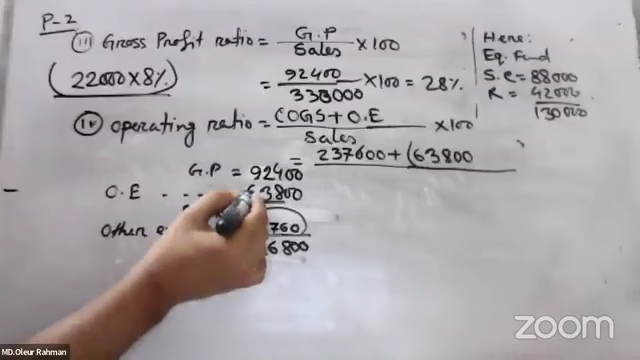 P-2
(iii) Gross Profit ratio = G.P / Sales × 100
(22000 × 8%)
= 92400 / 330000 × 100 = 28%
(iv) operating ratio = COGS + O.E / Sales × 100
= 237600 + (63800
G.P = 92400
O.E - - 63800
Other
760
6800
Here:
Eq. Fund
S.C = 88000
R = 42000
130000
MD.Oleur Rahman
zoom